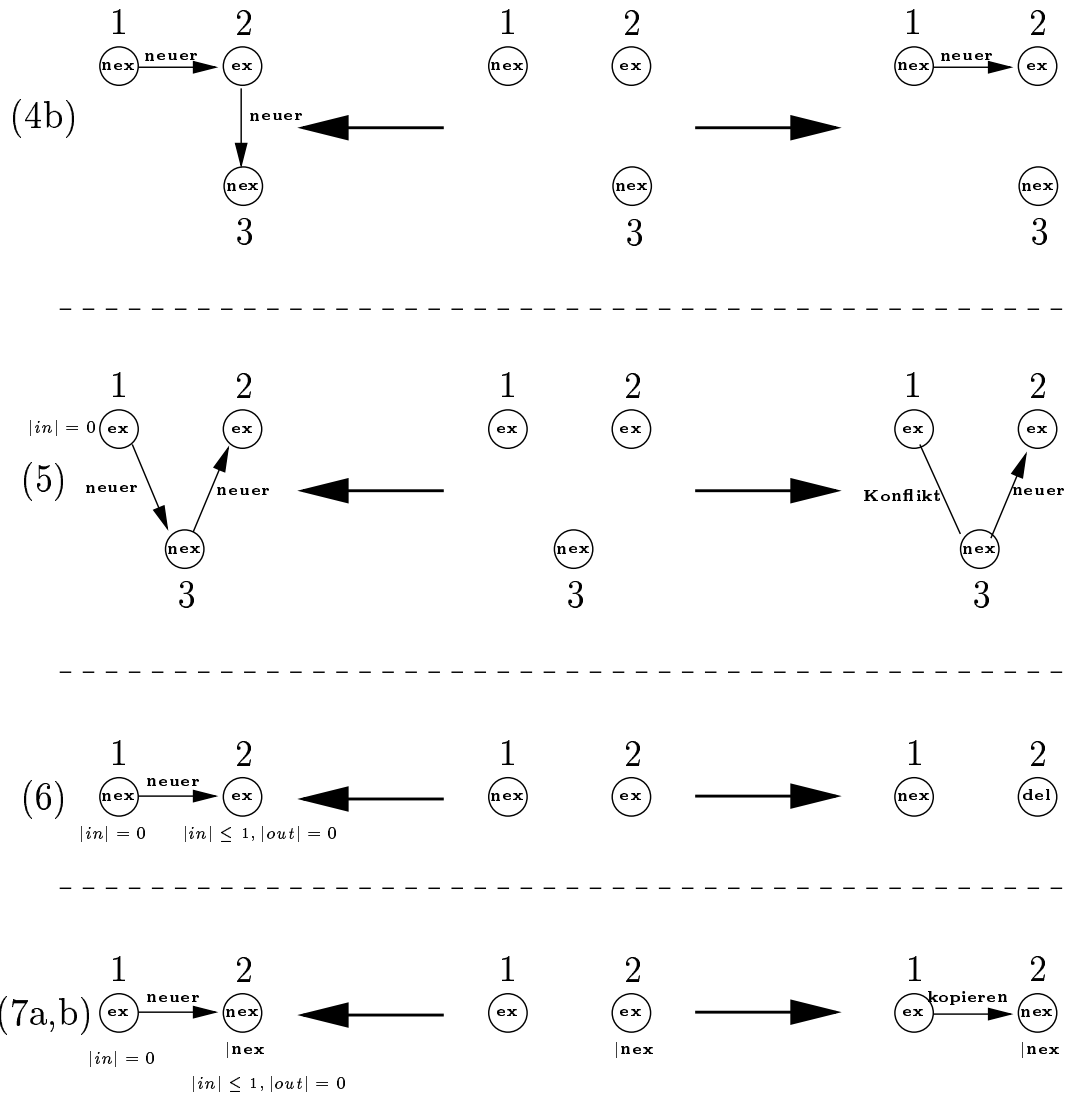 1 2 1 2 1 2
nex neuer ex nex ex nex neuer ex
(4b)
neuer
nex nex nex
3 3 3
1 2 1 2 1 2
|in| = 0 ex ex ex ex ex ex
(5)
neuer neuer Konflikt neuer
nex nex nex
3 3 3
1 2 1 2 1 2
(6) nex neuer ex nex ex nex del
|in| = 0 |in| ≤ 1, |out| = 0
1 2 1 2 1 2
(7a,b) ex neuer nex ex ex ex kopieren nex
|nex |nex |nex
|in| = 0
|in| ≤ 1, |out| = 0